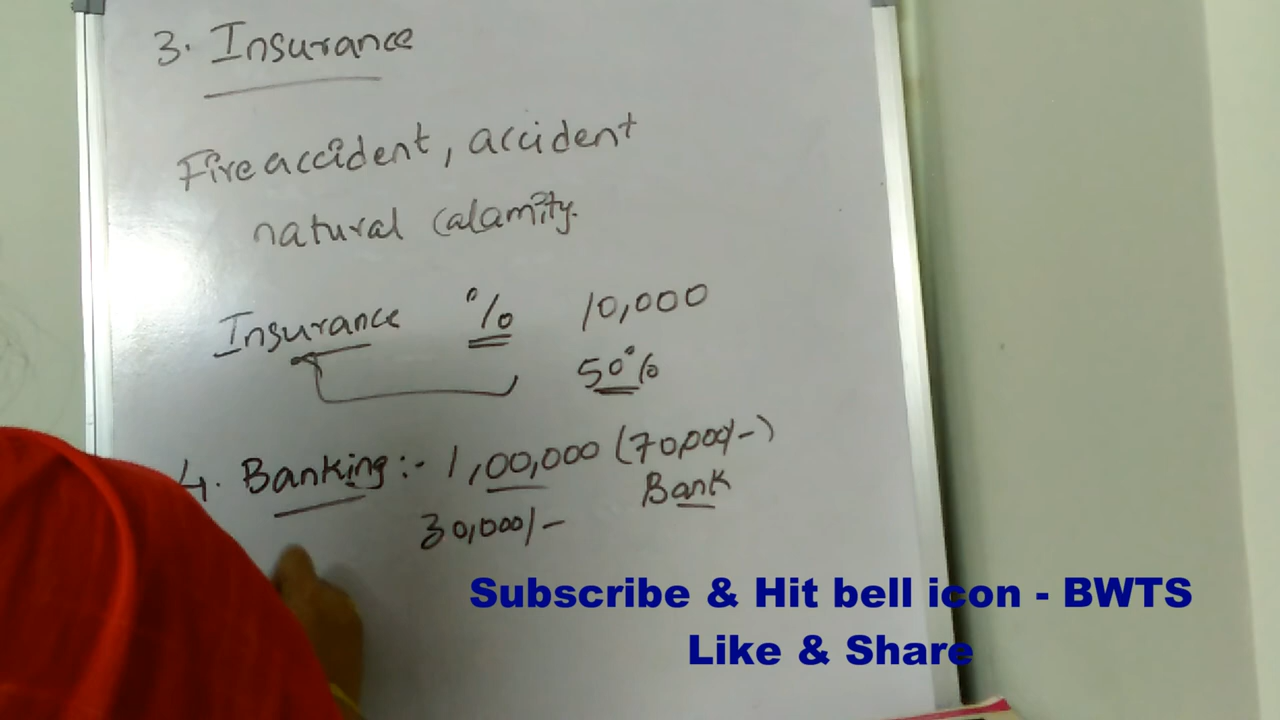 3. Insurance
Fire accident, accident
natural calamity.
Insurance % 10,000
50%
4. Banking :- 1,00,000 (70,000/-)
30,000/- Bank
Subscribe & Hit bell icon - BWTS
Like & Share